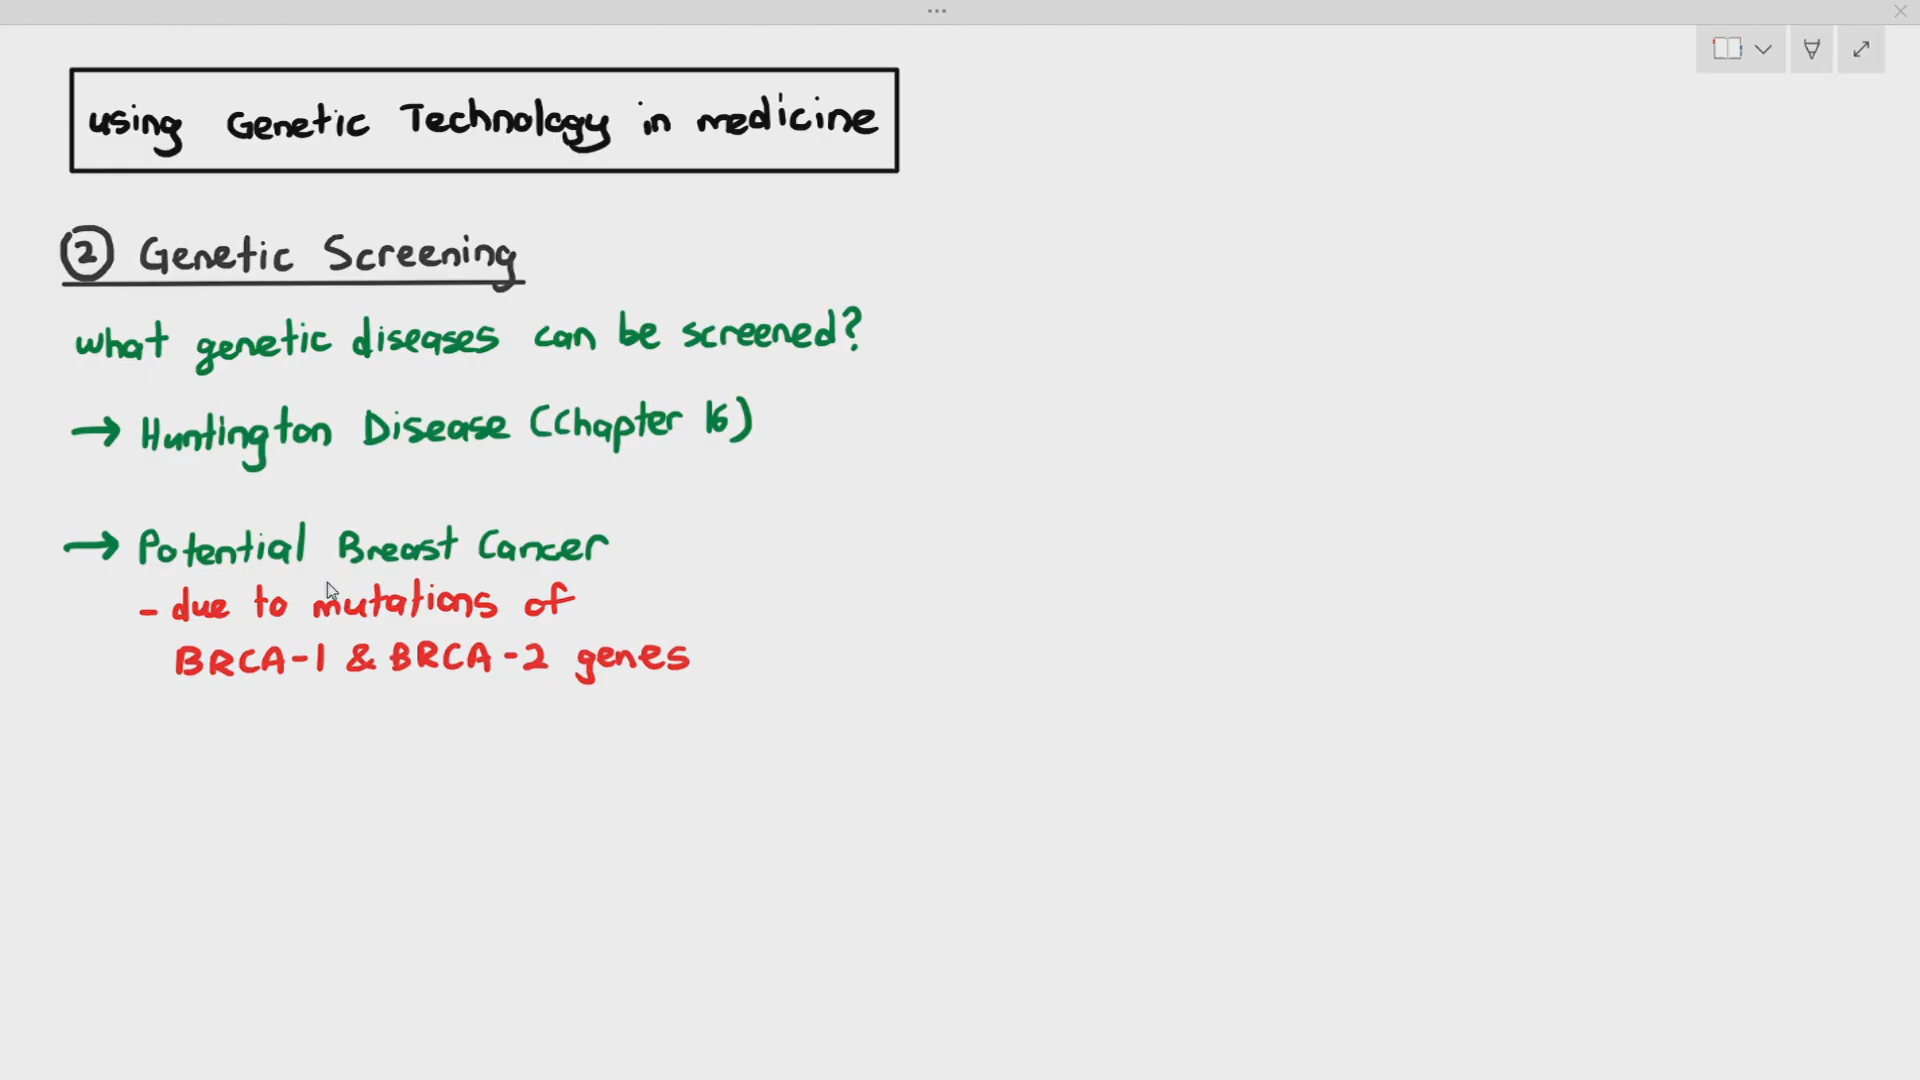 using Genetic Technology in medicine
② Genetic Screening
what genetic diseases can be screened?
→ Huntington Disease (Chapter 16)
→ Potential Breast Cancer
- due to mutations of
BRCA-1 & BRCA-2 genes